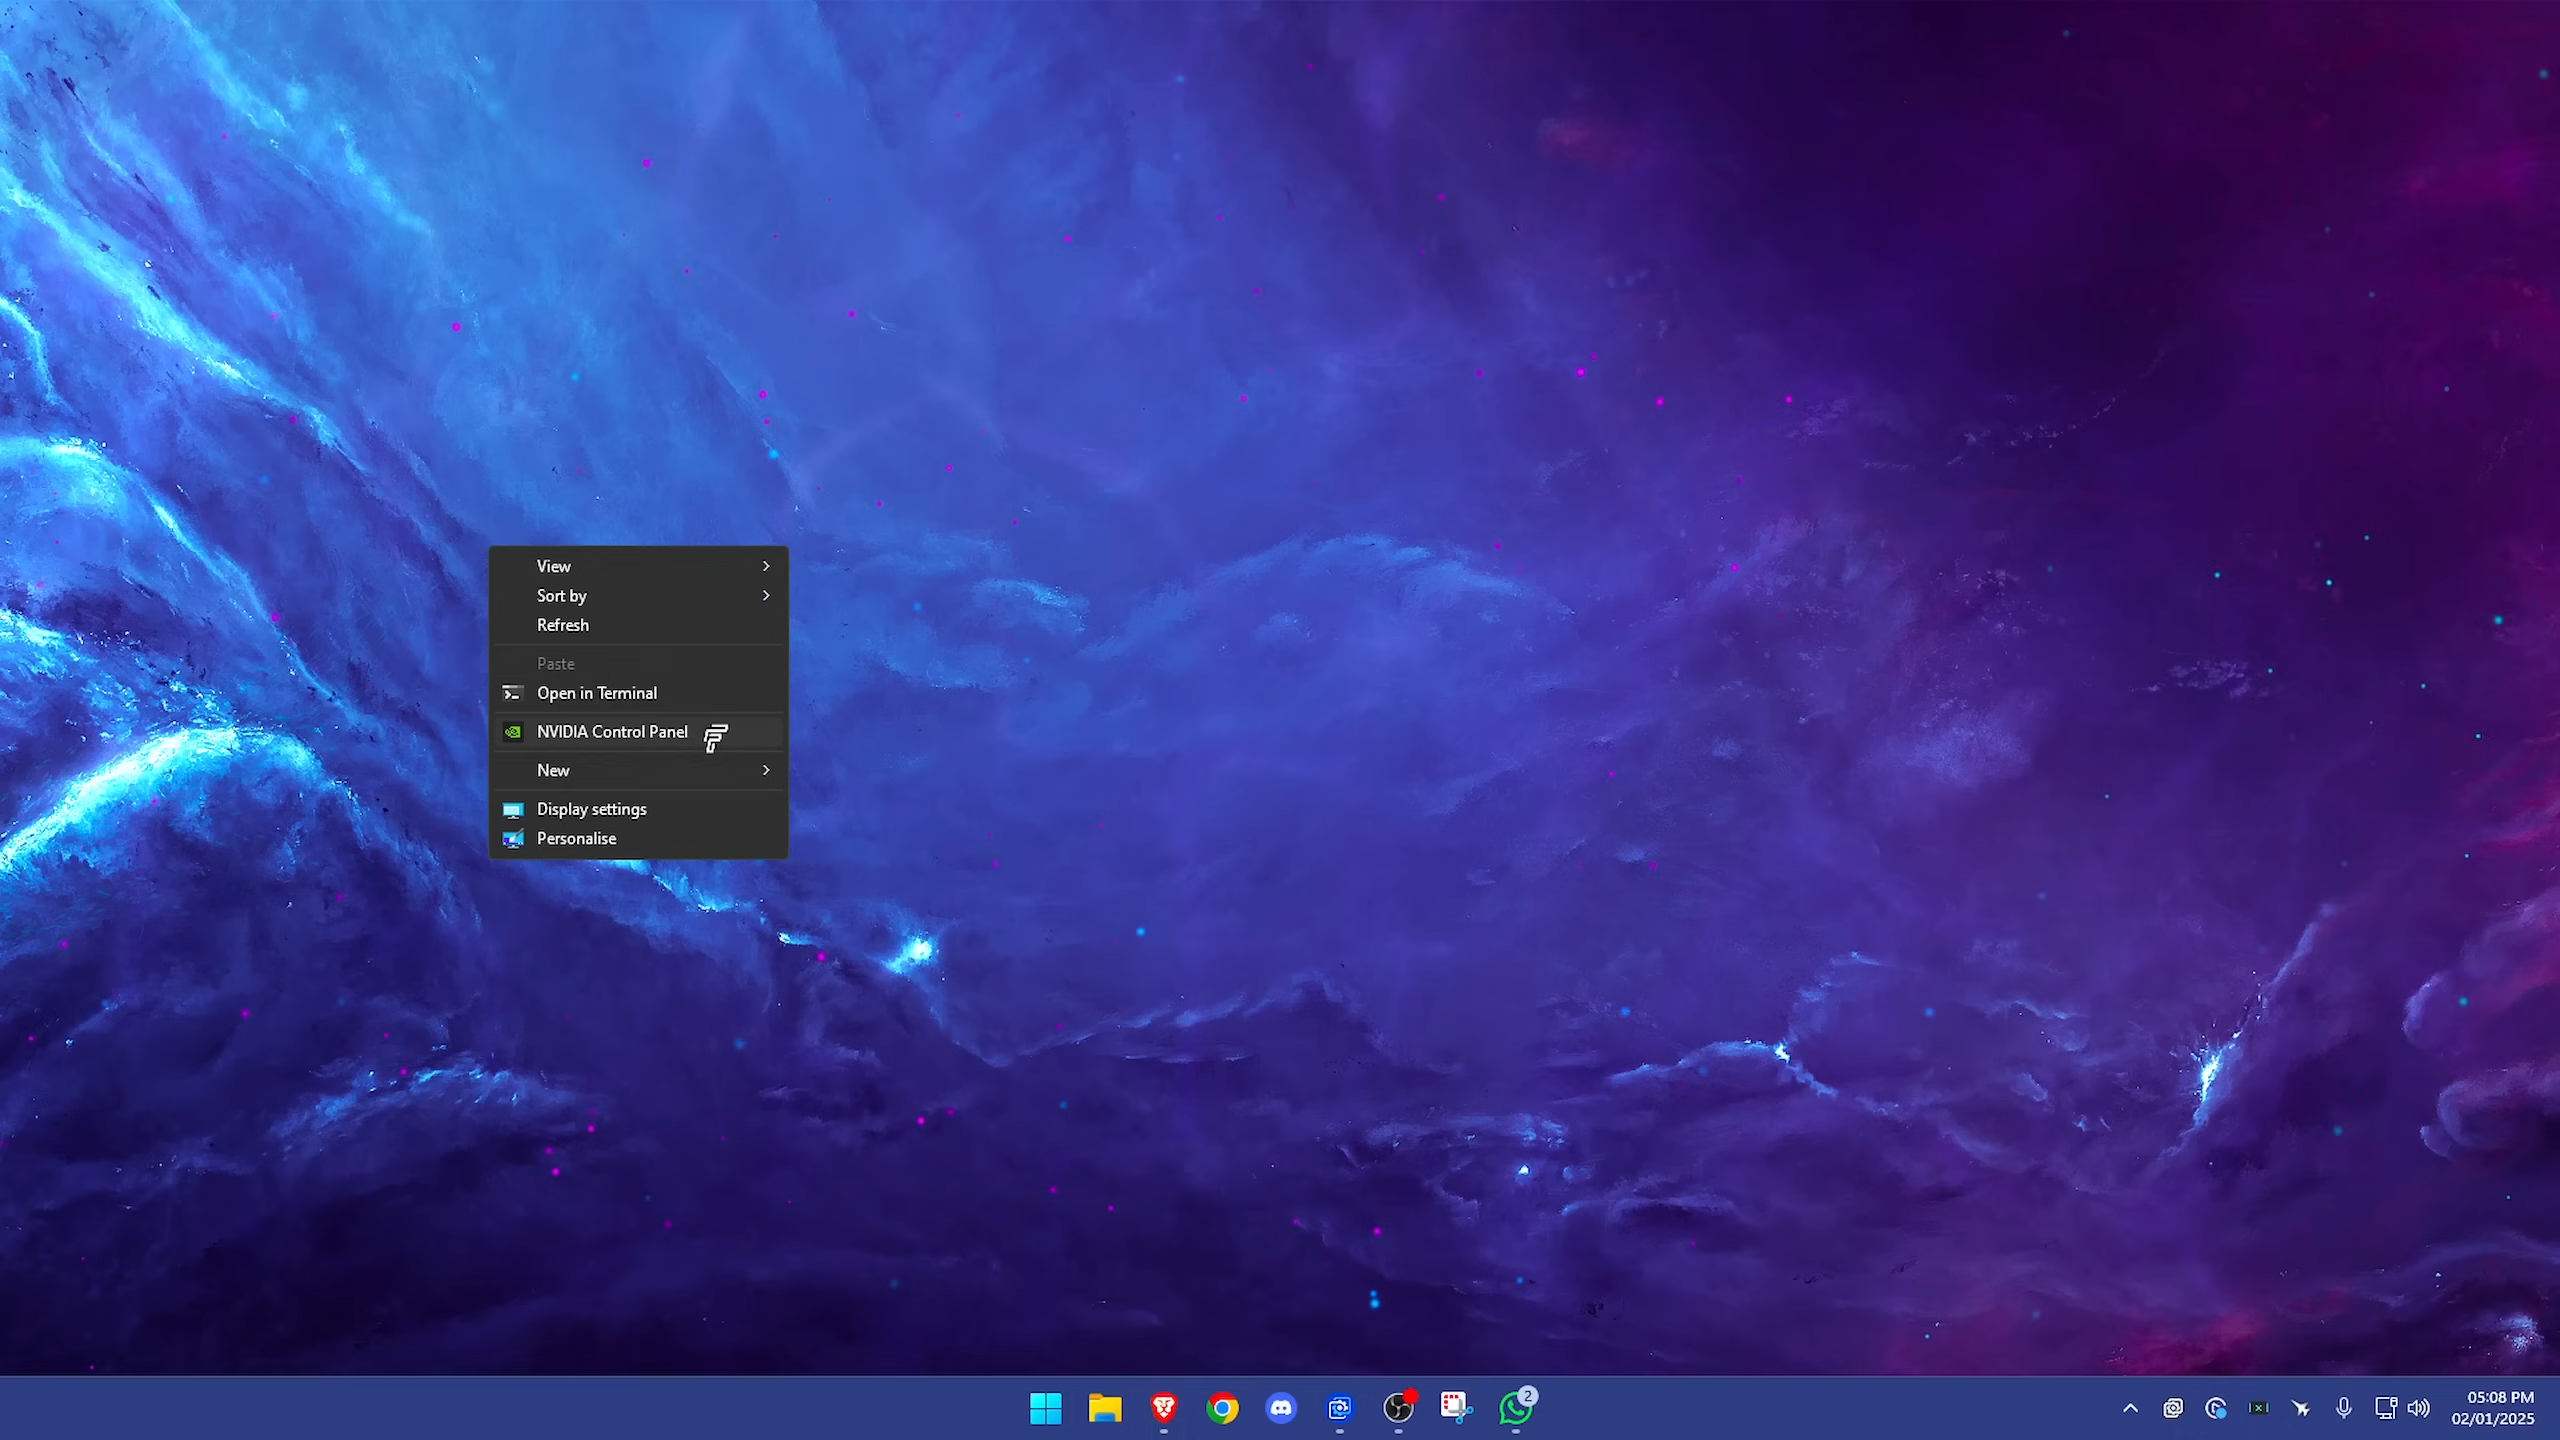 View
Sort by
Refresh
Paste
Open in Terminal
NVIDIA Control Panel
New
Display settings
Personalise
2
05:08 PM
02/01/2025